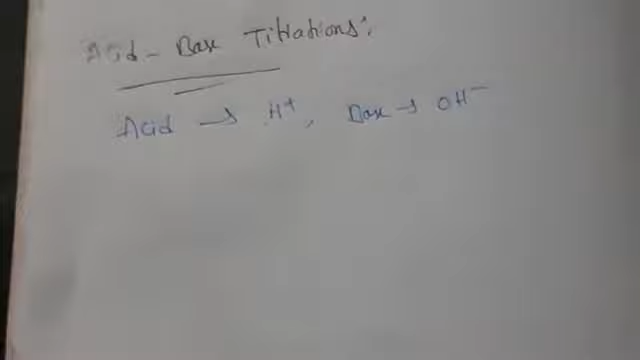 Acid - Base Titrations:
Acid → H⁺, Base → OH⁻